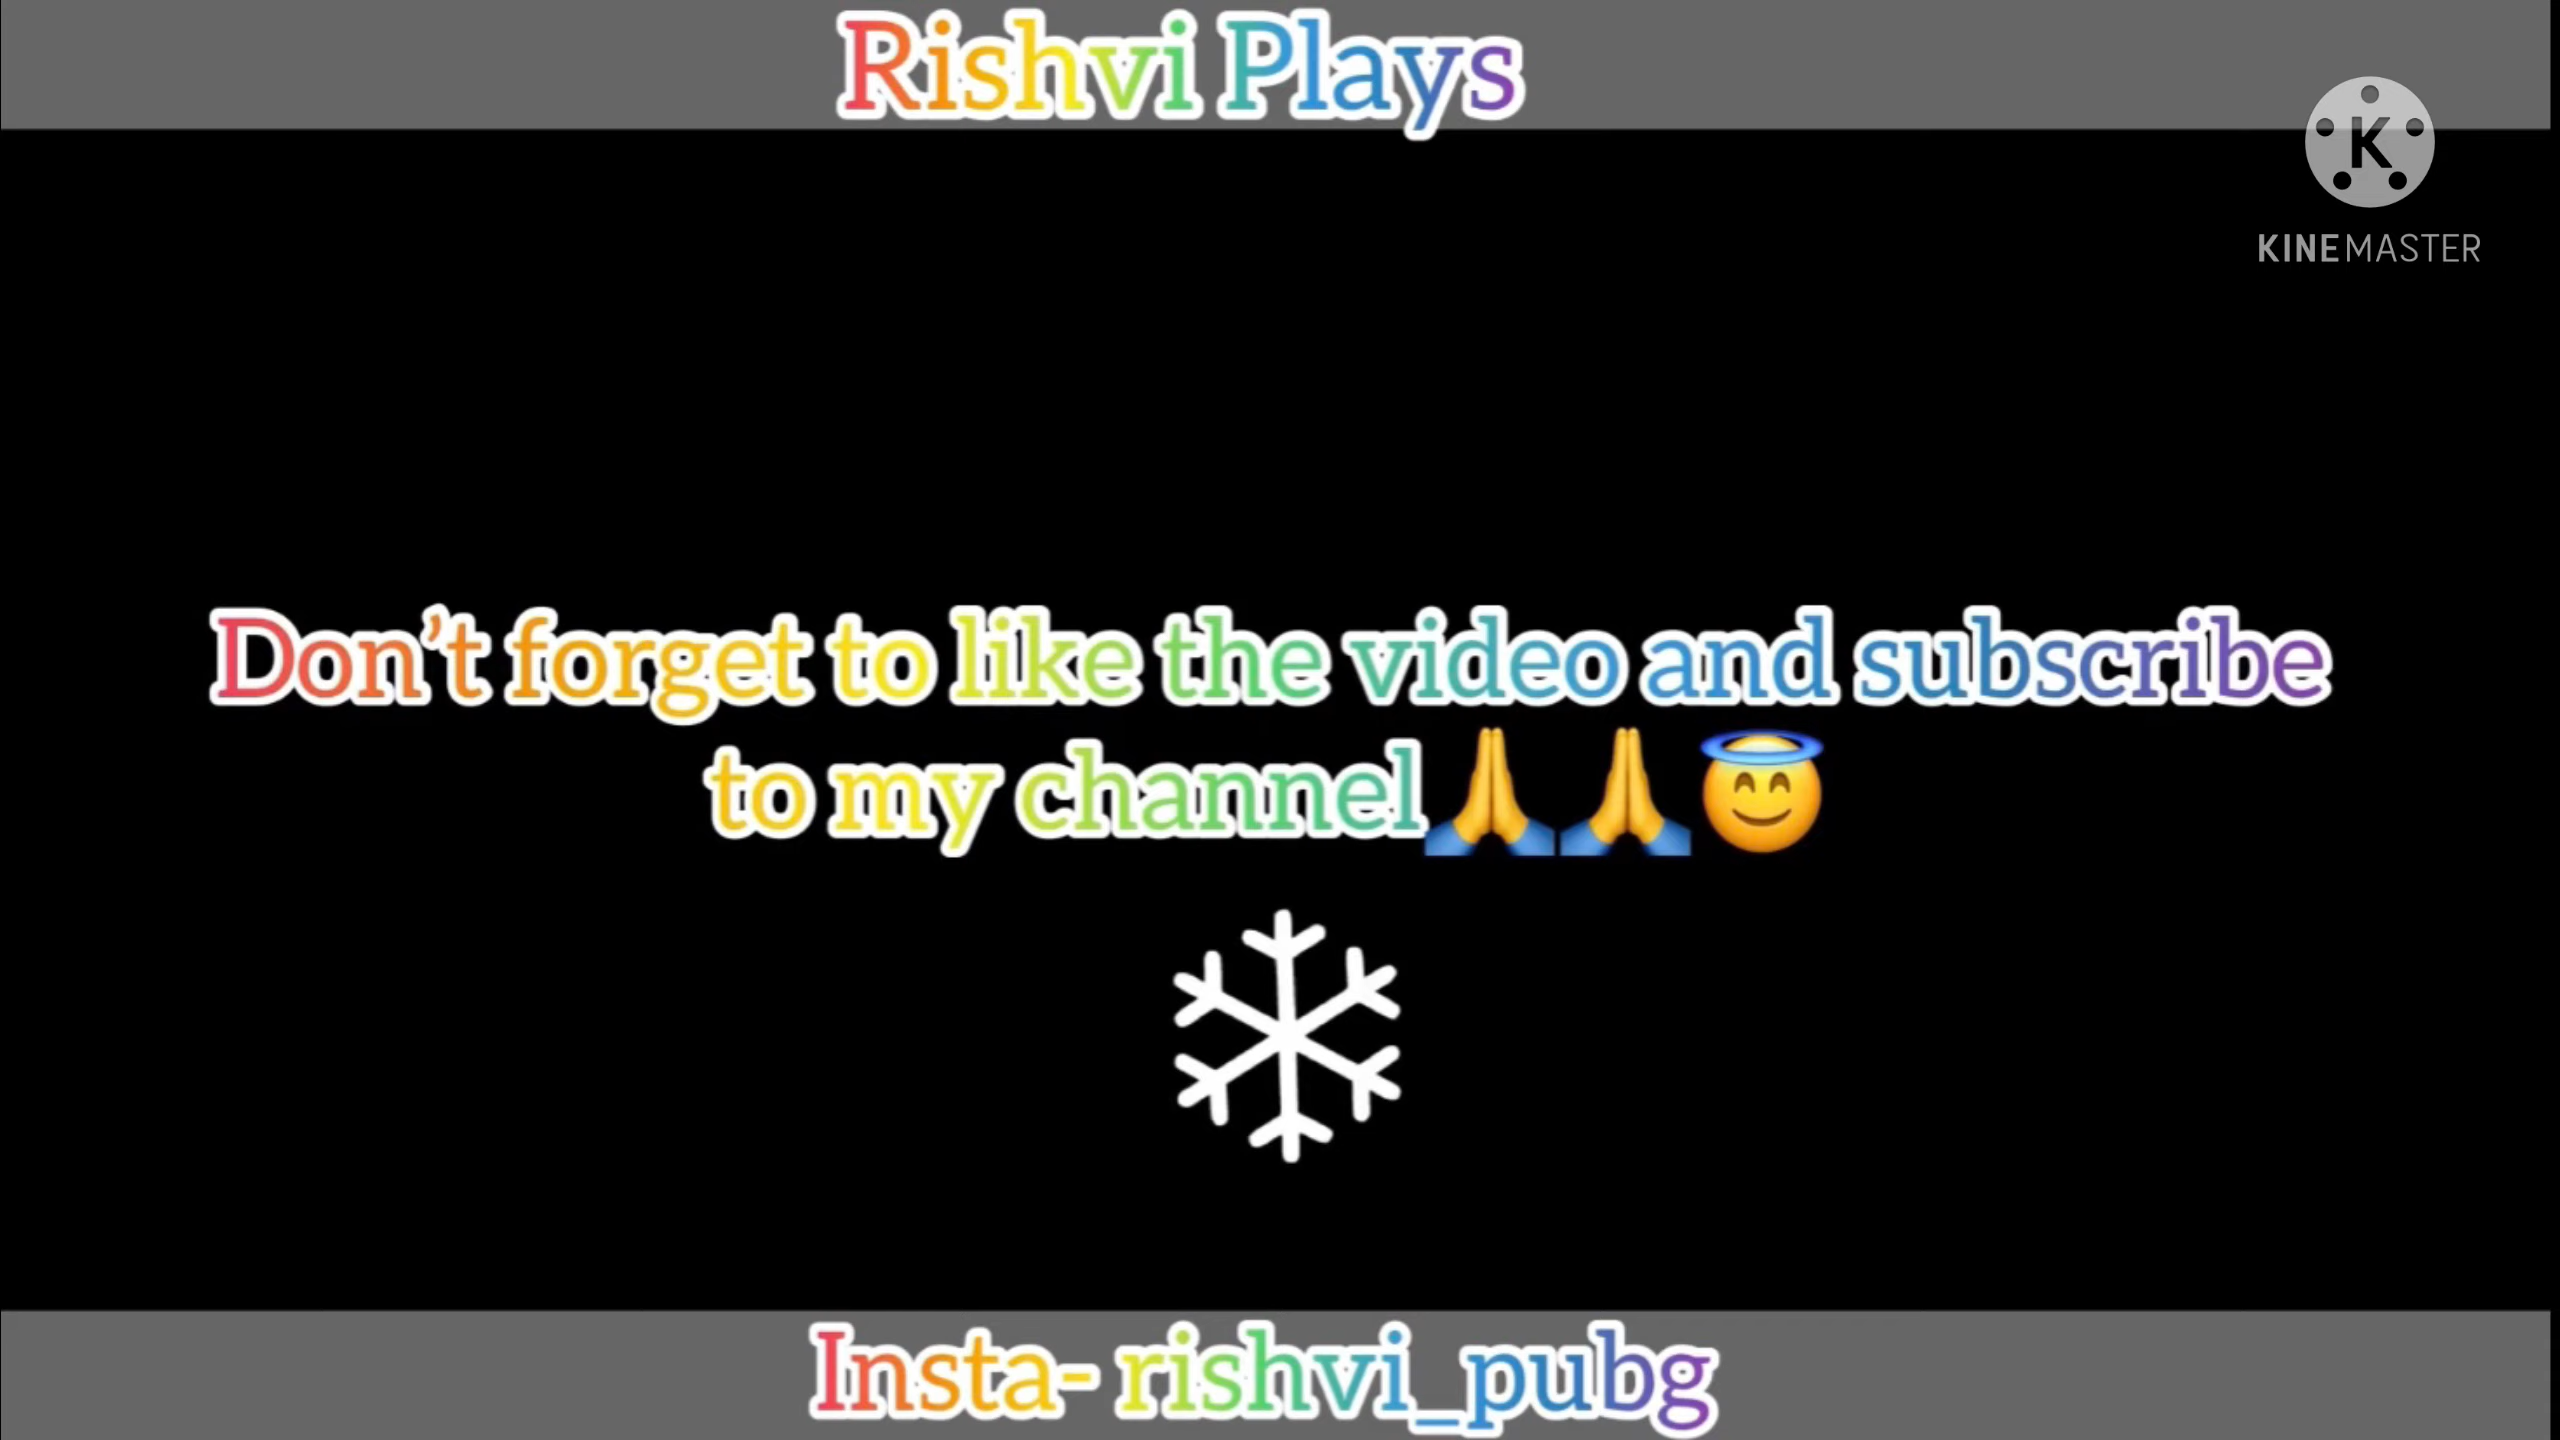 Rishvi Plays
K
KINEMASTER
Don’t forget to like the video and subscribe
to my channel🙏🙏😇
Insta- rishvi_pubg